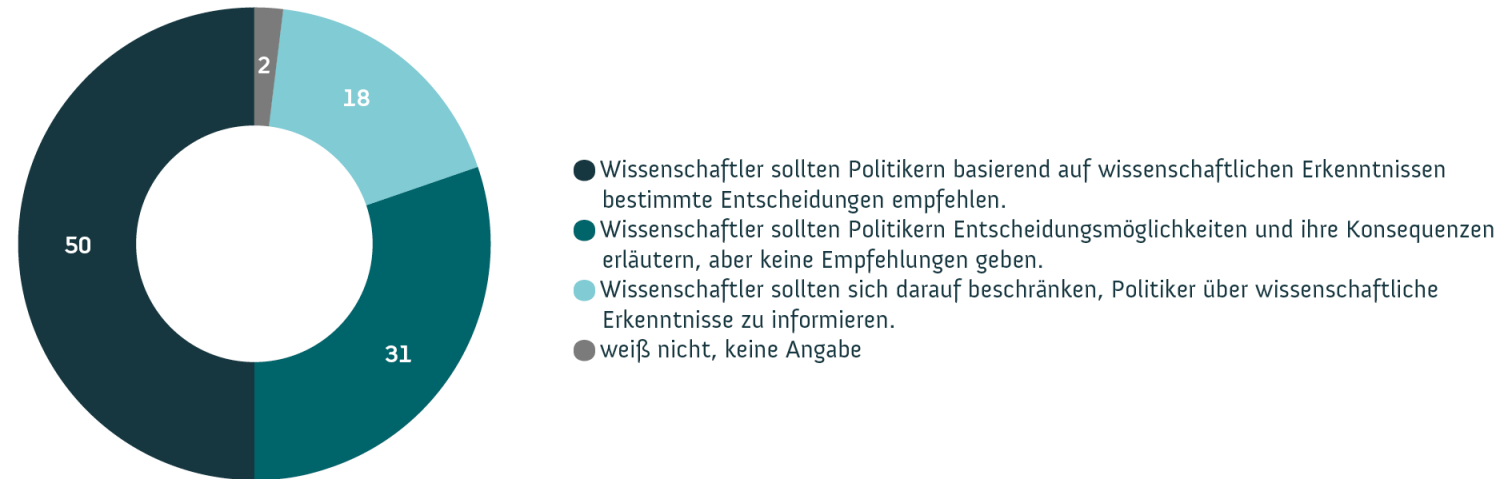 2
18
50
31
Wissenschaftler sollten Politikern basierend auf wissenschaftlichen Erkenntnissen
bestimmte Entscheidungen empfehlen.
Wissenschaftler sollten Politikern Entscheidungsmöglichkeiten und ihre Konsequenzen
erläutern, aber keine Empfehlungen geben.
Wissenschaftler sollten sich darauf beschränken, Politiker über wissenschaftliche
Erkenntnisse zu informieren.
weiß nicht, keine Angabe